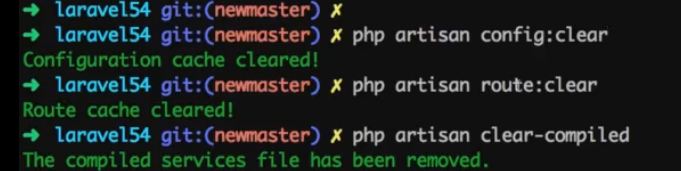 ➜ laravel54 git:(newmaster) ✗
➜ laravel54 git:(newmaster) ✗ php artisan config:clear
Configuration cache cleared!
➜ laravel54 git:(newmaster) ✗ php artisan route:clear
Route cache cleared!
➜ laravel54 git:(newmaster) ✗ php artisan clear-compiled
The compiled services file has been removed.